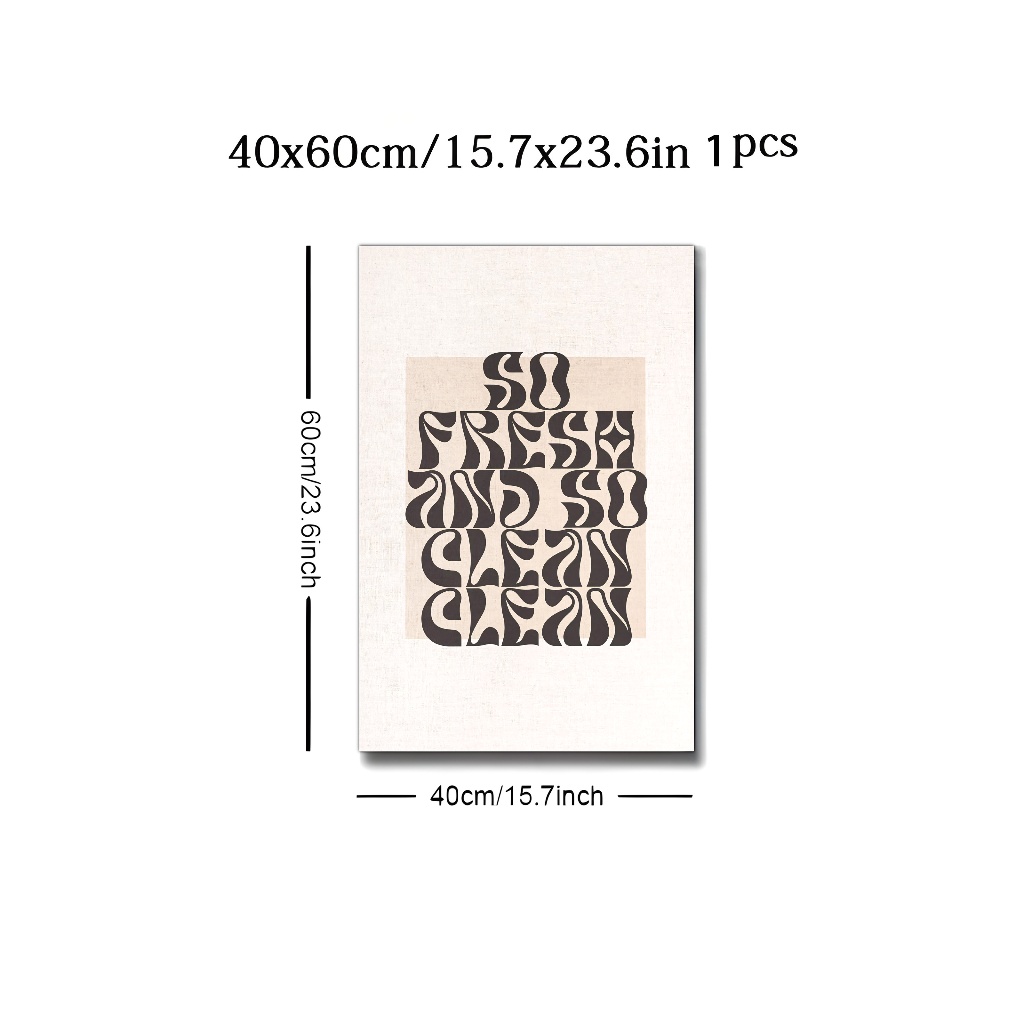 40x60cm/15.7x23.6in 1pcs
60cm/23.6inch
SO
FRESH
AND SO
CLEAN
CLEAN
40cm/15.7inch